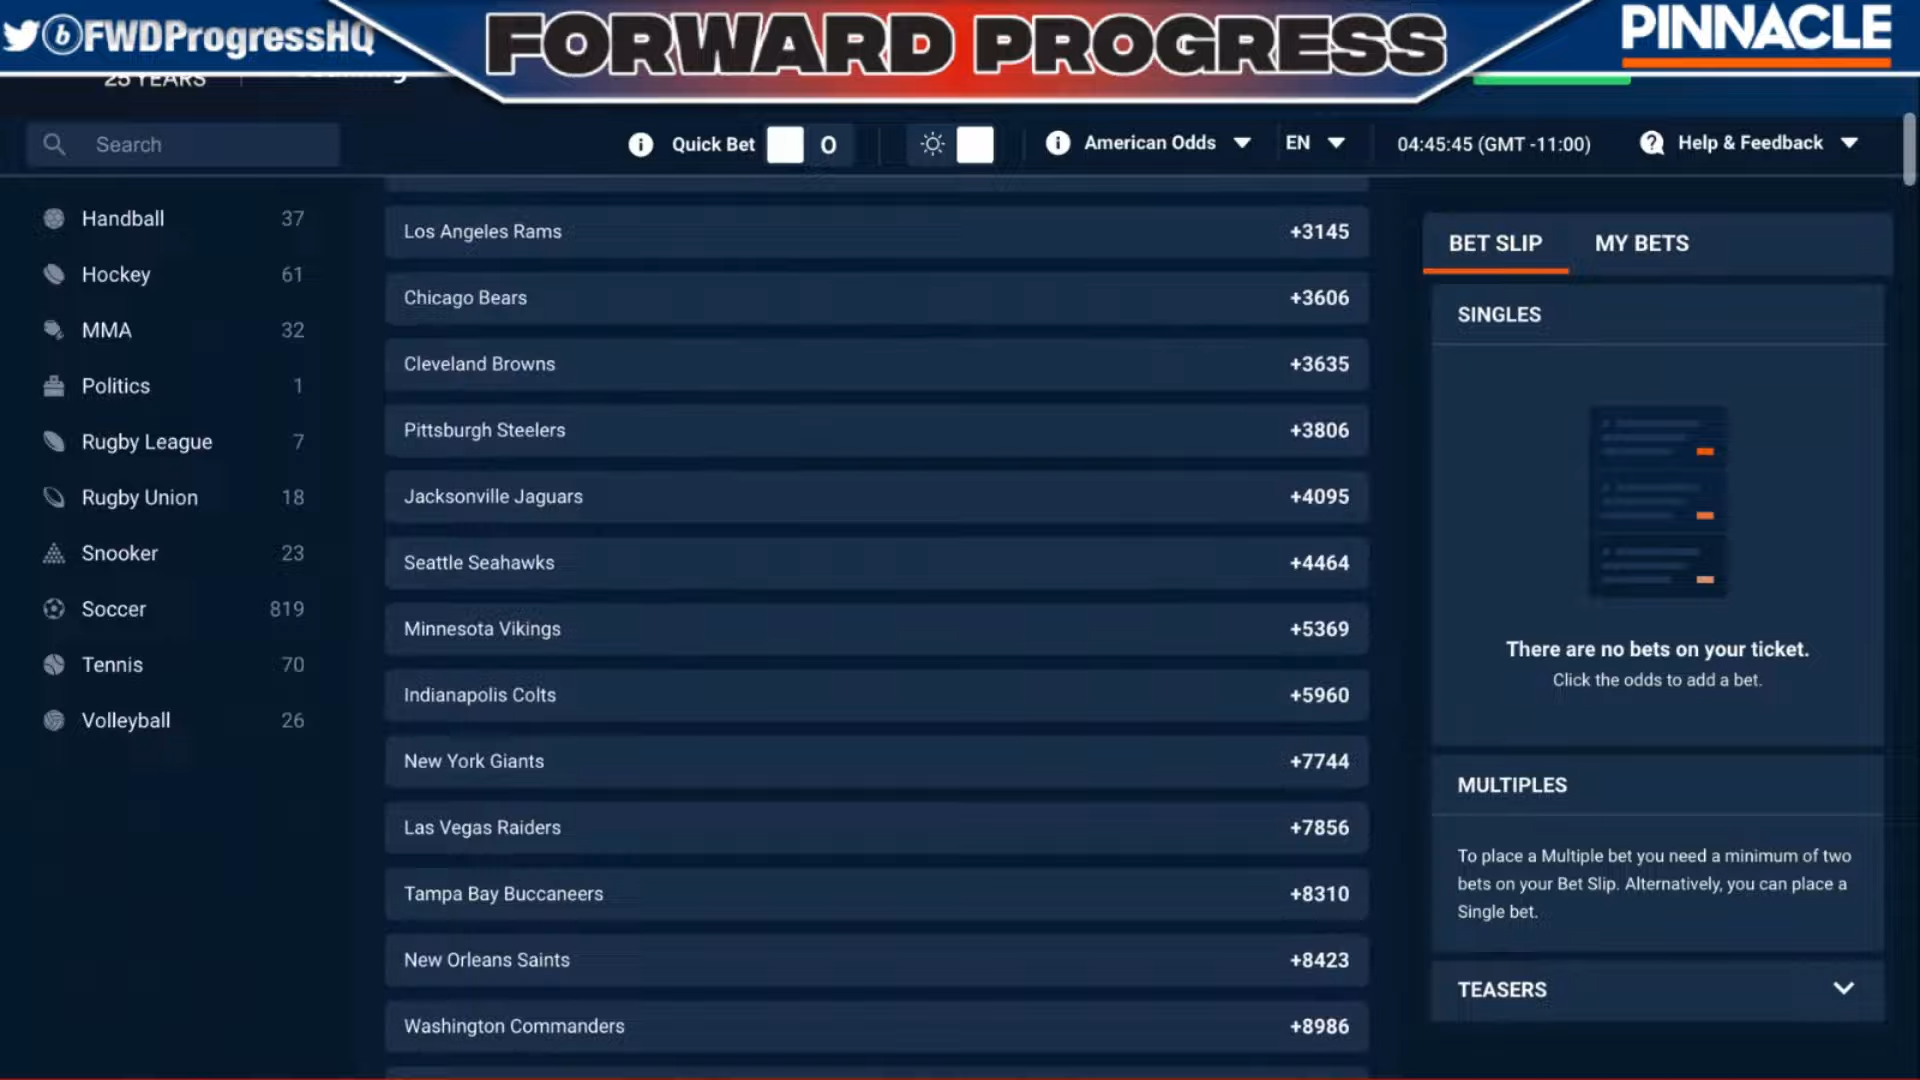 b FWDProgressHQ
FORWARD PROGRESS
PINNACLE
25 YEARS
Search
Quick Bet
American Odds
EN
04:45:45 (GMT -11:00)
Help & Feedback
Handball 37
Hockey 61
MMA 32
Politics 1
Rugby League 7
Rugby Union 18
Snooker 23
Soccer 819
Tennis 70
Volleyball 26
Los Angeles Rams +3145
Chicago Bears +3606
Cleveland Browns +3635
Pittsburgh Steelers +3806
Jacksonville Jaguars +4095
Seattle Seahawks +4464
Minnesota Vikings +5369
Indianapolis Colts +5960
New York Giants +7744
Las Vegas Raiders +7856
Tampa Bay Buccaneers +8310
New Orleans Saints +8423
Washington Commanders +8986
BET SLIP
MY BETS
SINGLES
There are no bets on your ticket.
Click the odds to add a bet.
MULTIPLES
To place a Multiple bet you need a minimum of two
bets on your Bet Slip. Alternatively, you can place a
Single bet.
TEASERS